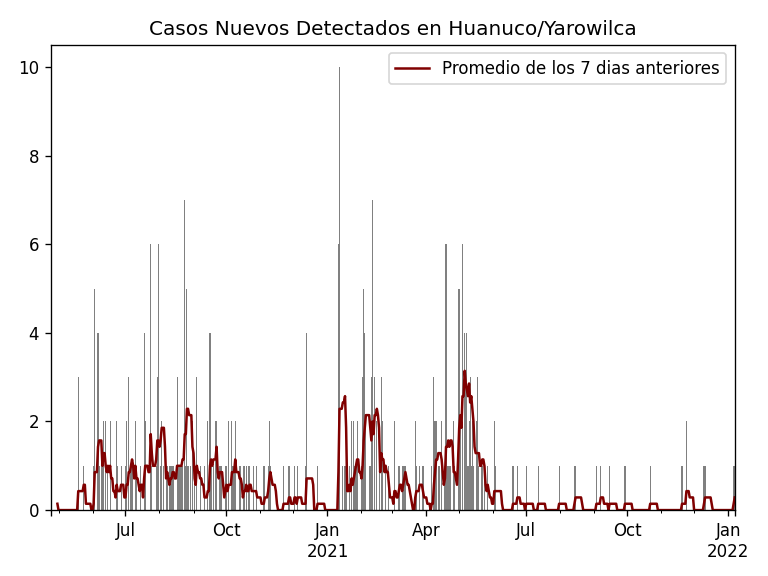 Casos Nuevos Detectados en Huanuco/Yarowilca
Promedio de los 7 dias anteriores
10
8
6
4
2
0
Jul Oct Jan Apr Jul Oct Jan
2021 2022